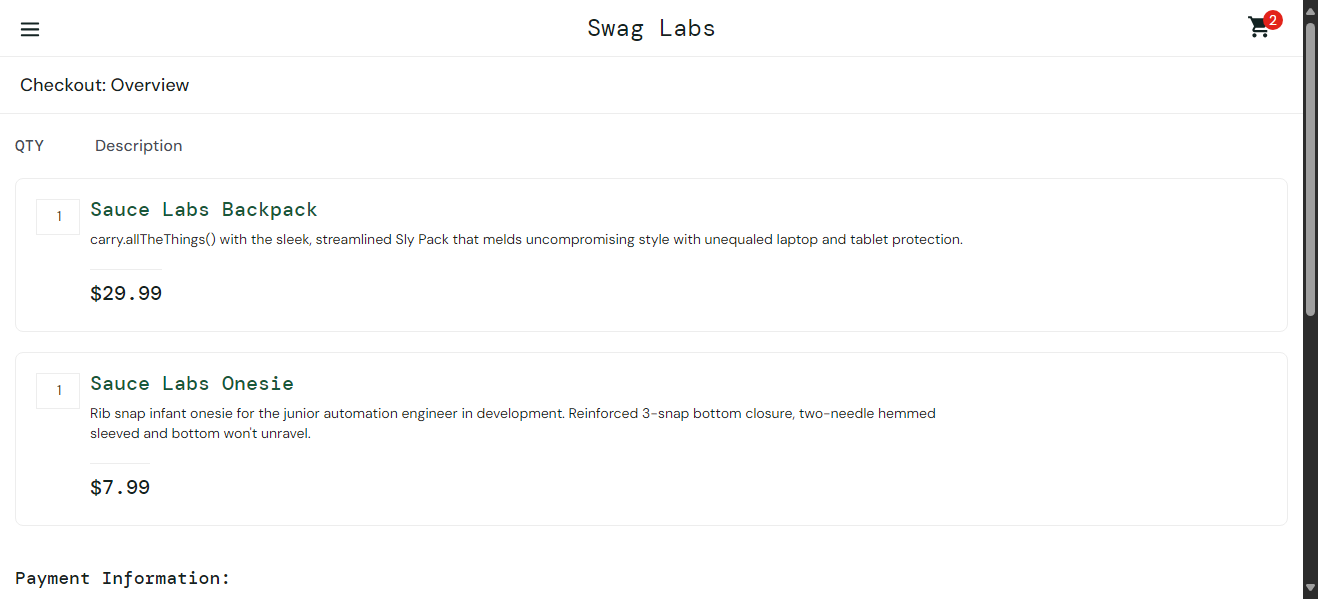 Swag Labs
2
Checkout: Overview
QTY Description
1
Sauce Labs Backpack
carry.allTheThings() with the sleek, streamlined Sly Pack that melds uncompromising style with unequaled laptop and tablet protection.
$29.99
1
Sauce Labs Onesie
Rib snap infant onesie for the junior automation engineer in development. Reinforced 3-snap bottom closure, two-needle hemmed
sleeved and bottom won't unravel.
$7.99
Payment Information: